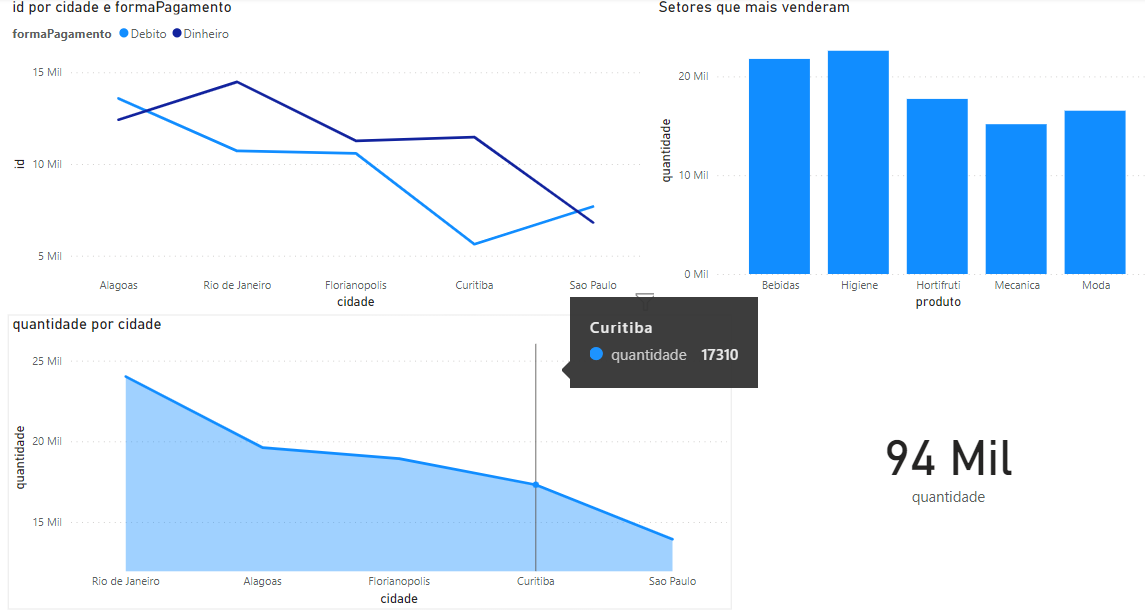 id por cidade e formaPagamento
formaPagamento Debito Dinheiro
15 Mil
10 Mil
5 Mil
id
Alagoas Rio de Janeiro Florianopolis Curitiba Sao Paulo
cidade
Setores que mais venderam
20 Mil
10 Mil
0 Mil
quantidade
Bebidas Higiene Hortifruti Mecanica Moda
produto
quantidade por cidade
25 Mil
20 Mil
15 Mil
quantidade
Rio de Janeiro Alagoas Florianopolis Curitiba Sao Paulo
cidade
Curitiba
quantidade 17310
94 Mil
quantidade